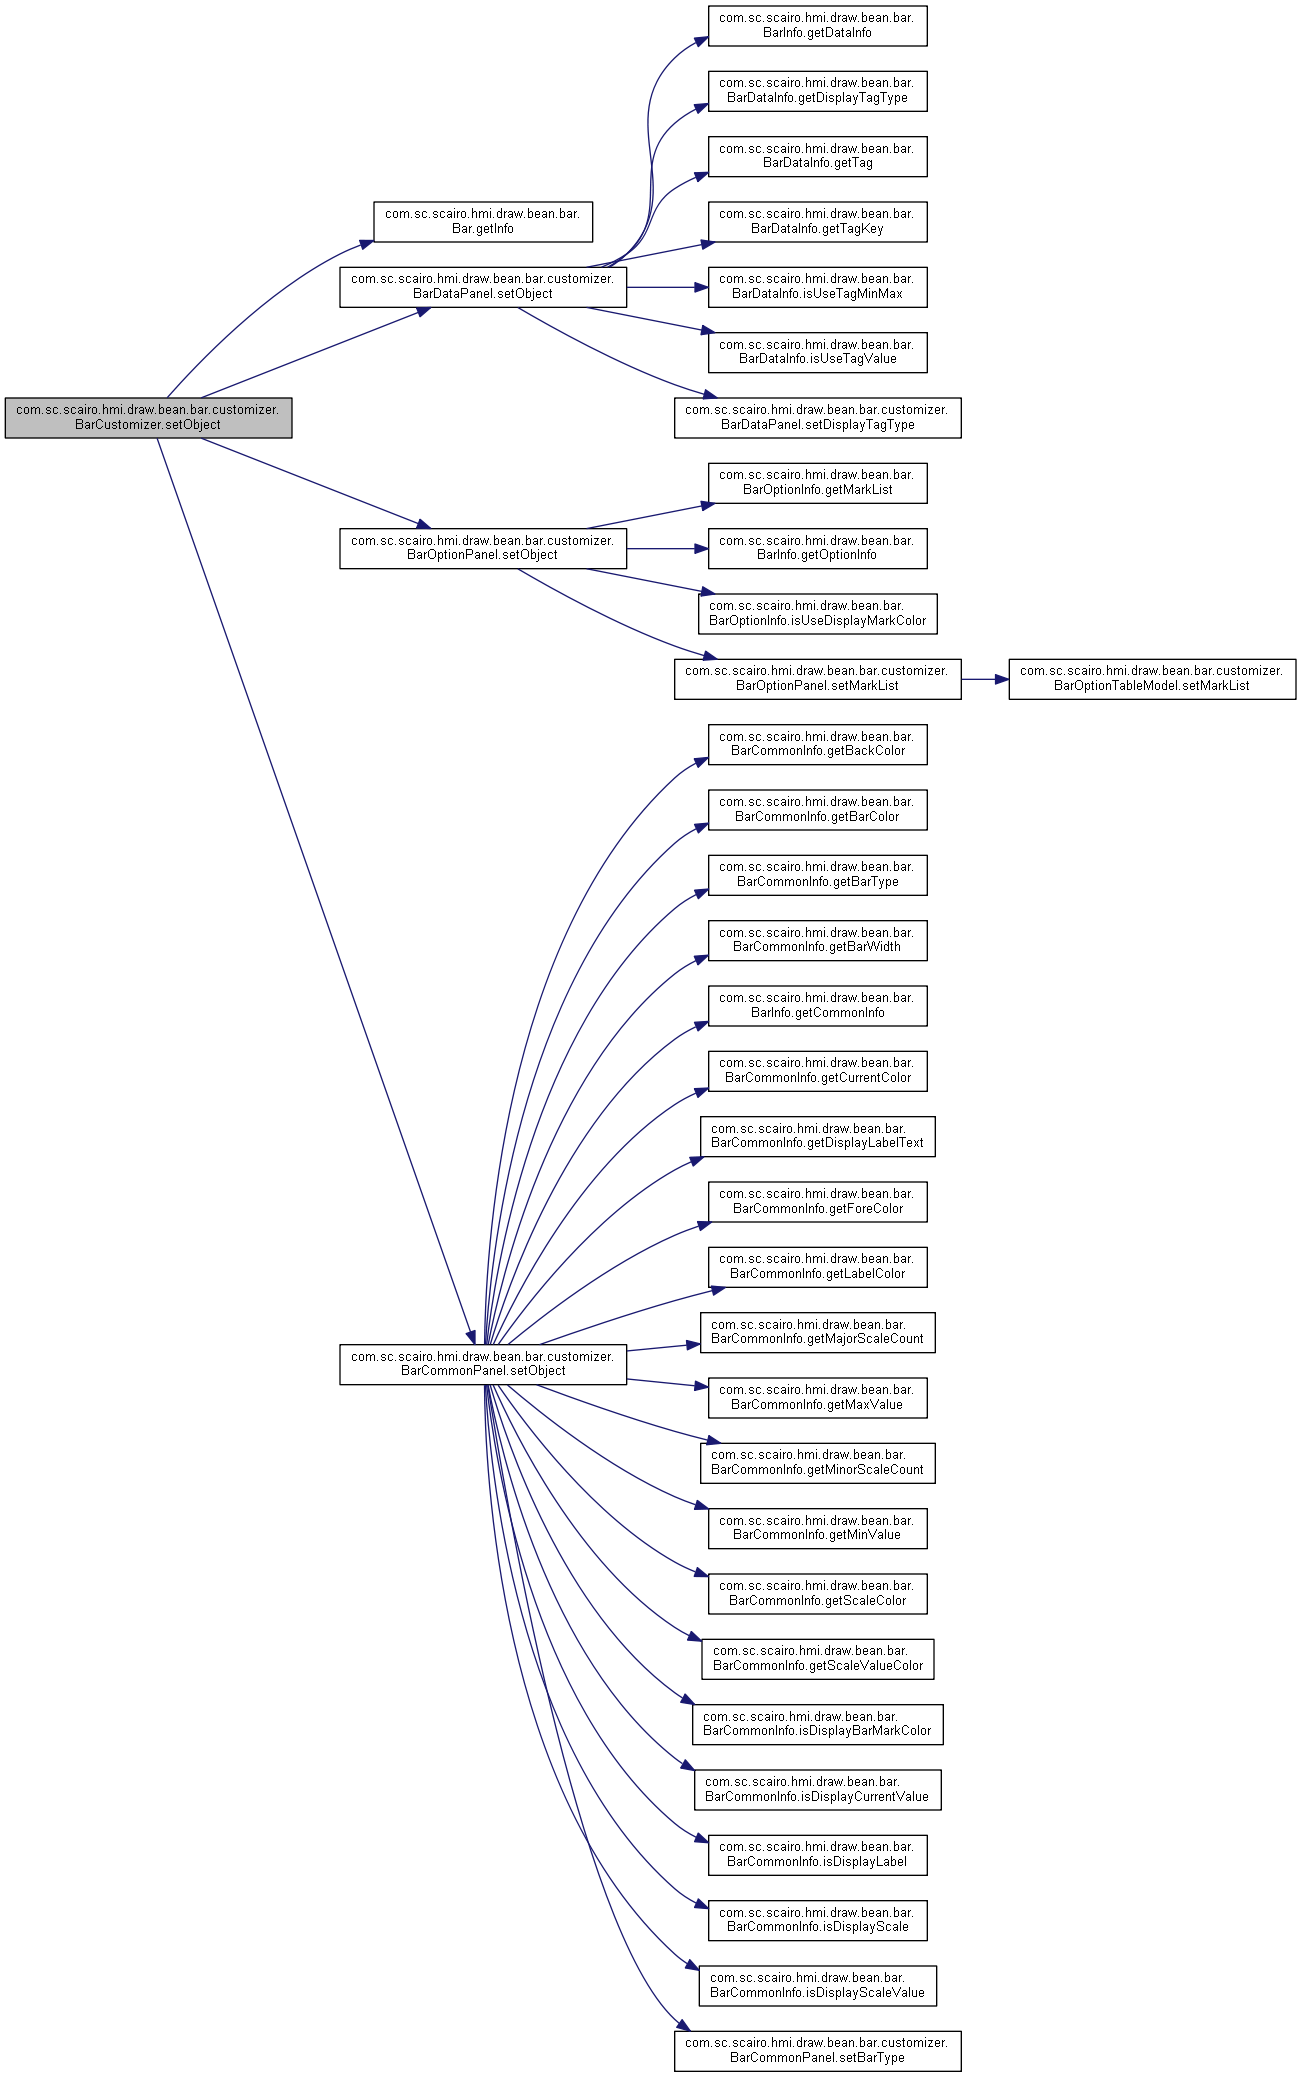 com.sc.scairo.hmi.draw.bean.bar.customizer.
BarCustomizer.setObject
com.sc.scairo.hmi.draw.bean.bar.
Bar.getInfo
com.sc.scairo.hmi.draw.bean.bar.customizer.
BarDataPanel.setObject
com.sc.scairo.hmi.draw.bean.bar.customizer.
BarOptionPanel.setObject
com.sc.scairo.hmi.draw.bean.bar.customizer.
BarCommonPanel.setObject
com.sc.scairo.hmi.draw.bean.bar.
BarInfo.getDataInfo
com.sc.scairo.hmi.draw.bean.bar.
BarDataInfo.getDisplayTagType
com.sc.scairo.hmi.draw.bean.bar.
BarDataInfo.getTag
com.sc.scairo.hmi.draw.bean.bar.
BarDataInfo.getTagKey
com.sc.scairo.hmi.draw.bean.bar.
BarDataInfo.isUseTagMinMax
com.sc.scairo.hmi.draw.bean.bar.
BarDataInfo.isUseTagValue
com.sc.scairo.hmi.draw.bean.bar.customizer.
BarDataPanel.setDisplayTagType
com.sc.scairo.hmi.draw.bean.bar.
BarOptionInfo.getMarkList
com.sc.scairo.hmi.draw.bean.bar.
BarInfo.getOptionInfo
com.sc.scairo.hmi.draw.bean.bar.
BarOptionInfo.isUseDisplayMarkColor
com.sc.scairo.hmi.draw.bean.bar.customizer.
BarOptionPanel.setMarkList
com.sc.scairo.hmi.draw.bean.bar.customizer.
BarOptionTableModel.setMarkList
com.sc.scairo.hmi.draw.bean.bar.
BarCommonInfo.getBackColor
com.sc.scairo.hmi.draw.bean.bar.
BarCommonInfo.getBarColor
com.sc.scairo.hmi.draw.bean.bar.
BarCommonInfo.getBarType
com.sc.scairo.hmi.draw.bean.bar.
BarCommonInfo.getBarWidth
com.sc.scairo.hmi.draw.bean.bar.
BarInfo.getCommonInfo
com.sc.scairo.hmi.draw.bean.bar.
BarCommonInfo.getCurrentColor
com.sc.scairo.hmi.draw.bean.bar.
BarCommonInfo.getDisplayLabelText
com.sc.scairo.hmi.draw.bean.bar.
BarCommonInfo.getForeColor
com.sc.scairo.hmi.draw.bean.bar.
BarCommonInfo.getLabelColor
com.sc.scairo.hmi.draw.bean.bar.
BarCommonInfo.getMajorScaleCount
com.sc.scairo.hmi.draw.bean.bar.
BarCommonInfo.getMaxValue
com.sc.scairo.hmi.draw.bean.bar.
BarCommonInfo.getMinorScaleCount
com.sc.scairo.hmi.draw.bean.bar.
BarCommonInfo.getMinValue
com.sc.scairo.hmi.draw.bean.bar.
BarCommonInfo.getScaleColor
com.sc.scairo.hmi.draw.bean.bar.
BarCommonInfo.getScaleValueColor
com.sc.scairo.hmi.draw.bean.bar.
BarCommonInfo.isDisplayBarMarkColor
com.sc.scairo.hmi.draw.bean.bar.
BarCommonInfo.isDisplayCurrentValue
com.sc.scairo.hmi.draw.bean.bar.
BarCommonInfo.isDisplayLabel
com.sc.scairo.hmi.draw.bean.bar.
BarCommonInfo.isDisplayScale
com.sc.scairo.hmi.draw.bean.bar.
BarCommonInfo.isDisplayScaleValue
com.sc.scairo.hmi.draw.bean.bar.customizer.
BarCommonPanel.setBarType